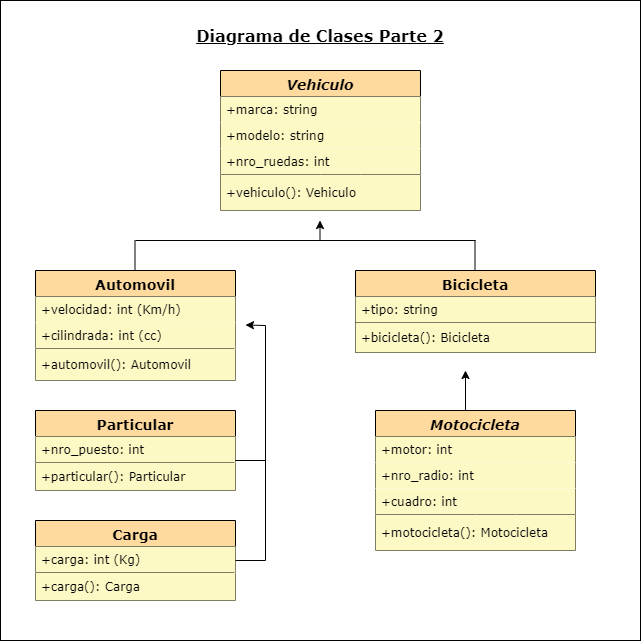 Diagrama de Clases Parte 2
Vehiculo
+marca: string
+modelo: string
+nro_ruedas: int
+vehiculo(): Vehiculo
Automovil
+velocidad: int (Km/h)
+cilindrada: int (cc)
+automovil(): Automovil
Bicicleta
+tipo: string
+bicicleta(): Bicicleta
Particular
+nro_puesto: int
+particular(): Particular
Motocicleta
+motor: int
+nro_radio: int
+cuadro: int
+motocicleta(): Motocicleta
Carga
+carga: int (Kg)
+carga(): Carga